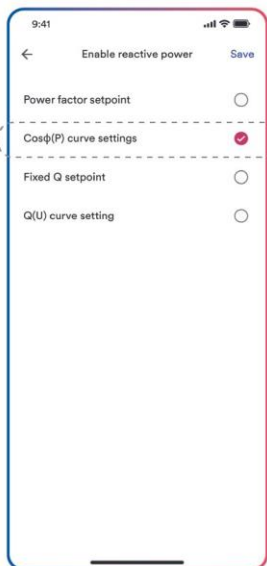 9:41
Enable reactive power
Save
Power factor setpoint
Cosϕ(P) curve settings
Fixed Q setpoint
Q(U) curve setting